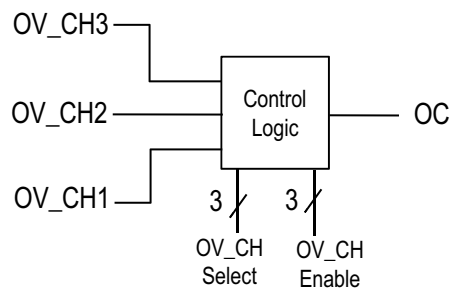 OV_CH3
OV_CH2
OV_CH1
Control
Logic
OC
3
3
OV_CH
Select
OV_CH
Enable